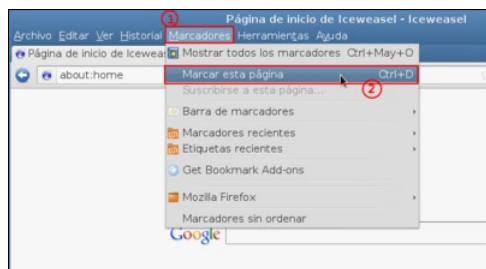 ①
Página de inicio de Iceweasel - Iceweasel
Archivo Editar Ver Historial Marcadores Herramientas Ayuda
Página de inicio de Icewea
Mostrar todos los marcadores Ctrl+May+O
about:home
Marcar esta página Ctrl+D
②
Suscribirse a esta página...
Barra de marcadores
Marcadores recientes
Etiquetas recientes
Get Bookmark Add-ons
Mozilla Firefox
Marcadores sin ordenar
Google